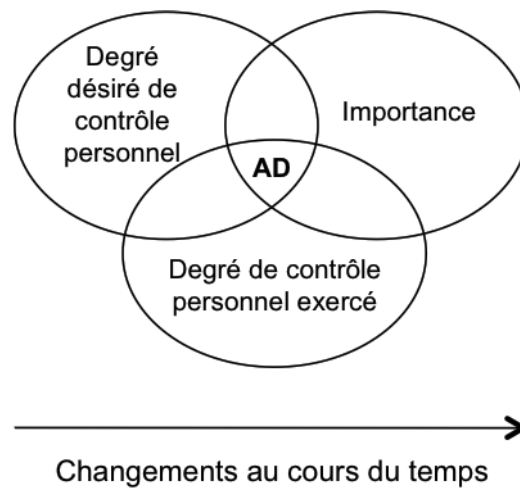 Degré
désiré de
contrôle
personnel
Importance
AD
Degré de contrôle
personnel exercé
Changements au cours du temps